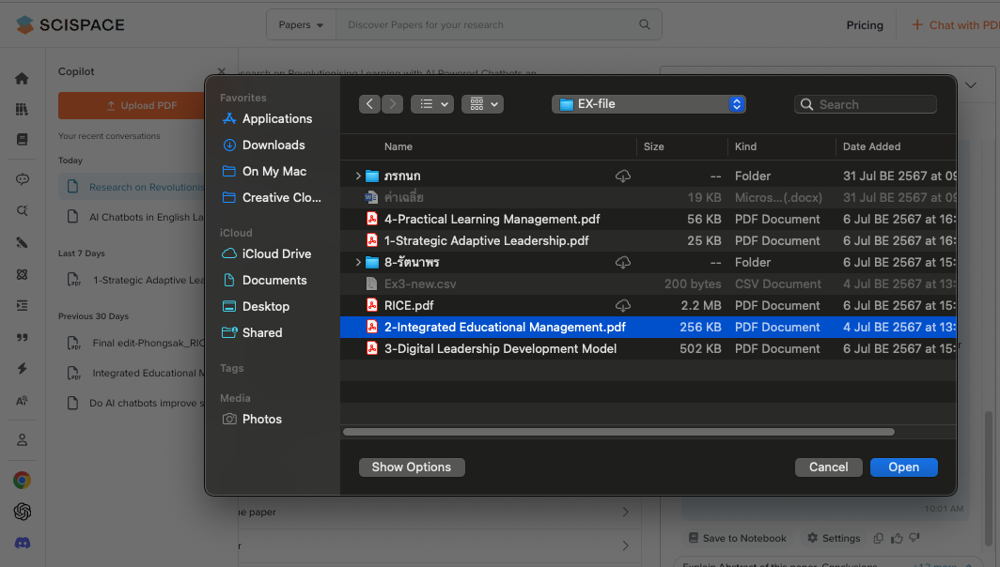 SCISPACE
Papers
Discover Papers for your research
Pricing
+ Chat with PDF
Copilot
Upload PDF
Your recent conversations
Today
Research on Revolutionis
AI Chatbots in English La
Last 7 Days
1-Strategic Adaptive Lea
Previous 30 Days
Final edit-Phongsak_RIC
Integrated Educational M
Do AI chatbots improve s
search on Revolutionising Learning with AI Powered Chatbots an
Favorites
Applications
Downloads
On My Mac
Creative Clo...
iCloud
iCloud Drive
Documents
Desktop
Shared
Tags
Media
Photos
EX-file
Search
Name Size Kind Date Added
ภรกนก -- Folder 31 Jul BE 2567 at 09
ค่าเฉลี่ย 19 KB Micros...(.docx) 31 Jul BE 2567 at 09
4-Practical Learning Management.pdf 56 KB PDF Document 6 Jul BE 2567 at 16:
1-Strategic Adaptive Leadership.pdf 25 KB PDF Document 6 Jul BE 2567 at 16:
8-รัตนาพร -- Folder 6 Jul BE 2567 at 15:
Ex3-new.csv 200 bytes CSV Document 4 Jul BE 2567 at 13:
RICE.pdf 2.2 MB PDF Document 6 Jul BE 2567 at 15:
2-Integrated Educational Management.pdf 256 KB PDF Document 4 Jul BE 2567 at 13:
3-Digital Leadership Development Model 502 KB PDF Document 6 Jul BE 2567 at 15:
Show Options
Cancel
Open
e paper
r
10:01 AM
Save to Notebook
Settings
Explain Abstract of this paper, Conclusions
+12 more